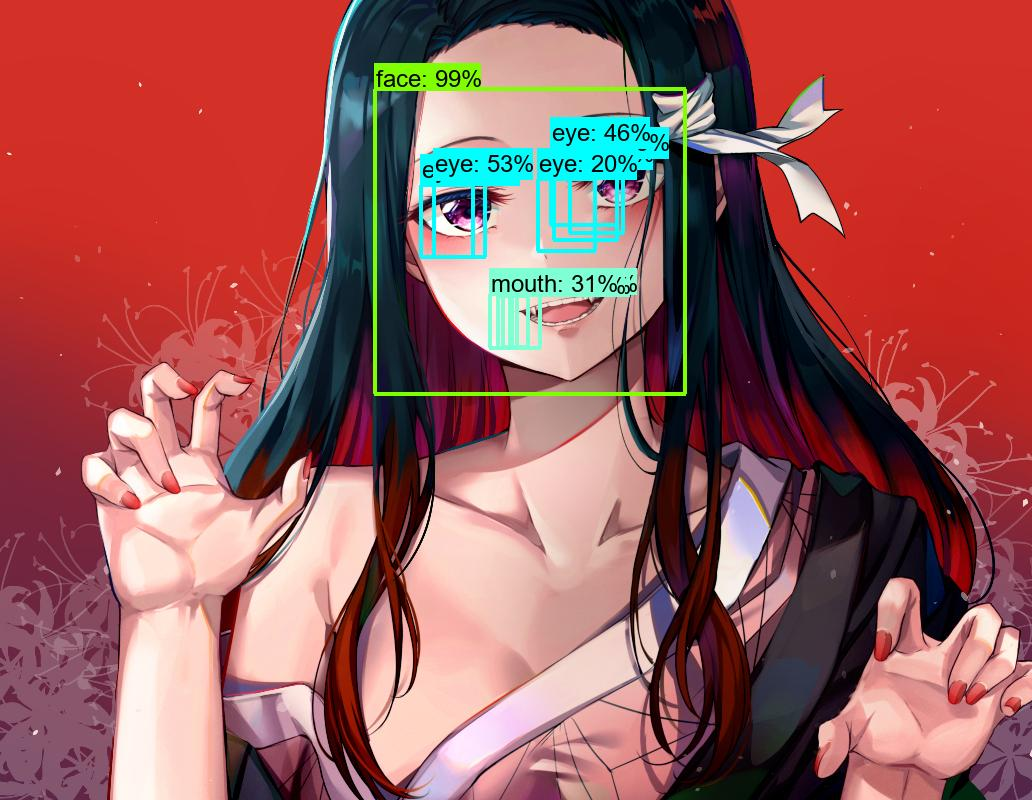 face: 99%
eye: 46%
%
eye: 53%
eye: 20%
mouth: 31%